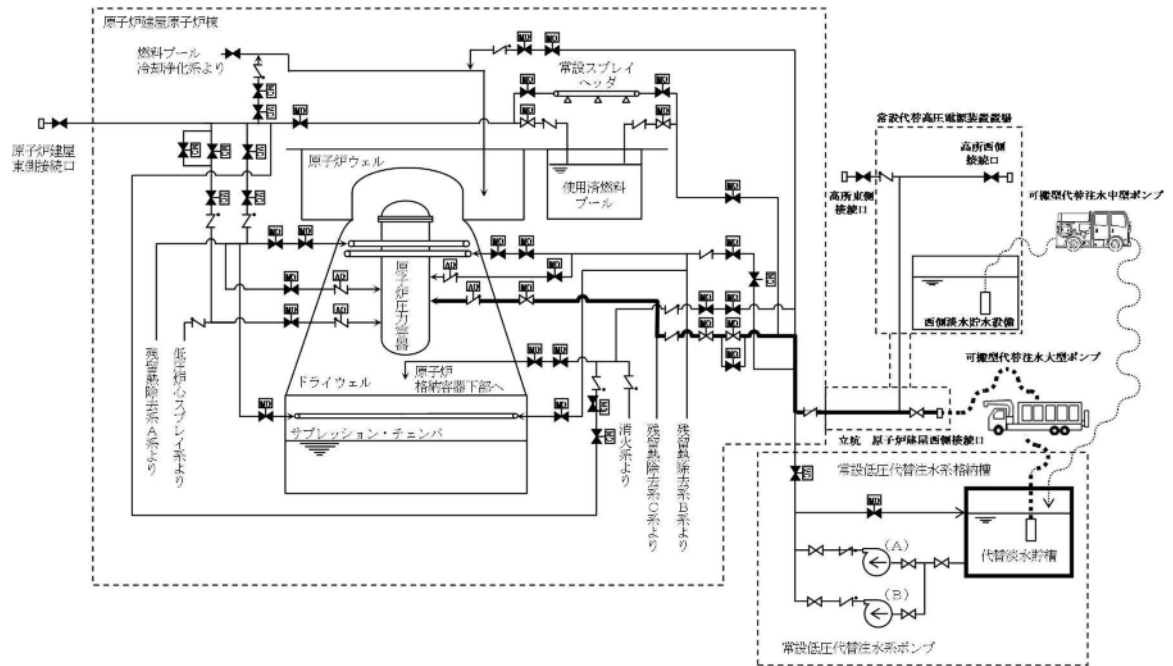 原子炉建屋原子炉棟
燃料プール
冷却浄化系より
常設スプレイ
ヘッダ
原子炉建屋
東側接続口
原子炉ウェル
使用済燃料
プール
常設代替高圧電源装置置場
高所西側
接続口
高所東側
接続口
可搬型代替注水中型ポンプ
西側淡水貯水設備
原子炉圧力容器
可搬型代替注水大型ポンプ
原子炉
格納容器下部へ
ドライウェル
サプレッション・チェンバ
残留熱除去系A系より
低圧炉心スプレイ系より
消火系より
残留熱除去系C系より
残留熱除去系B系より
立坑 原子炉建屋西側接続口
常設低圧代替注水系格納槽
(A)
代替淡水貯槽
(B)
常設低圧代替注水系ポンプ